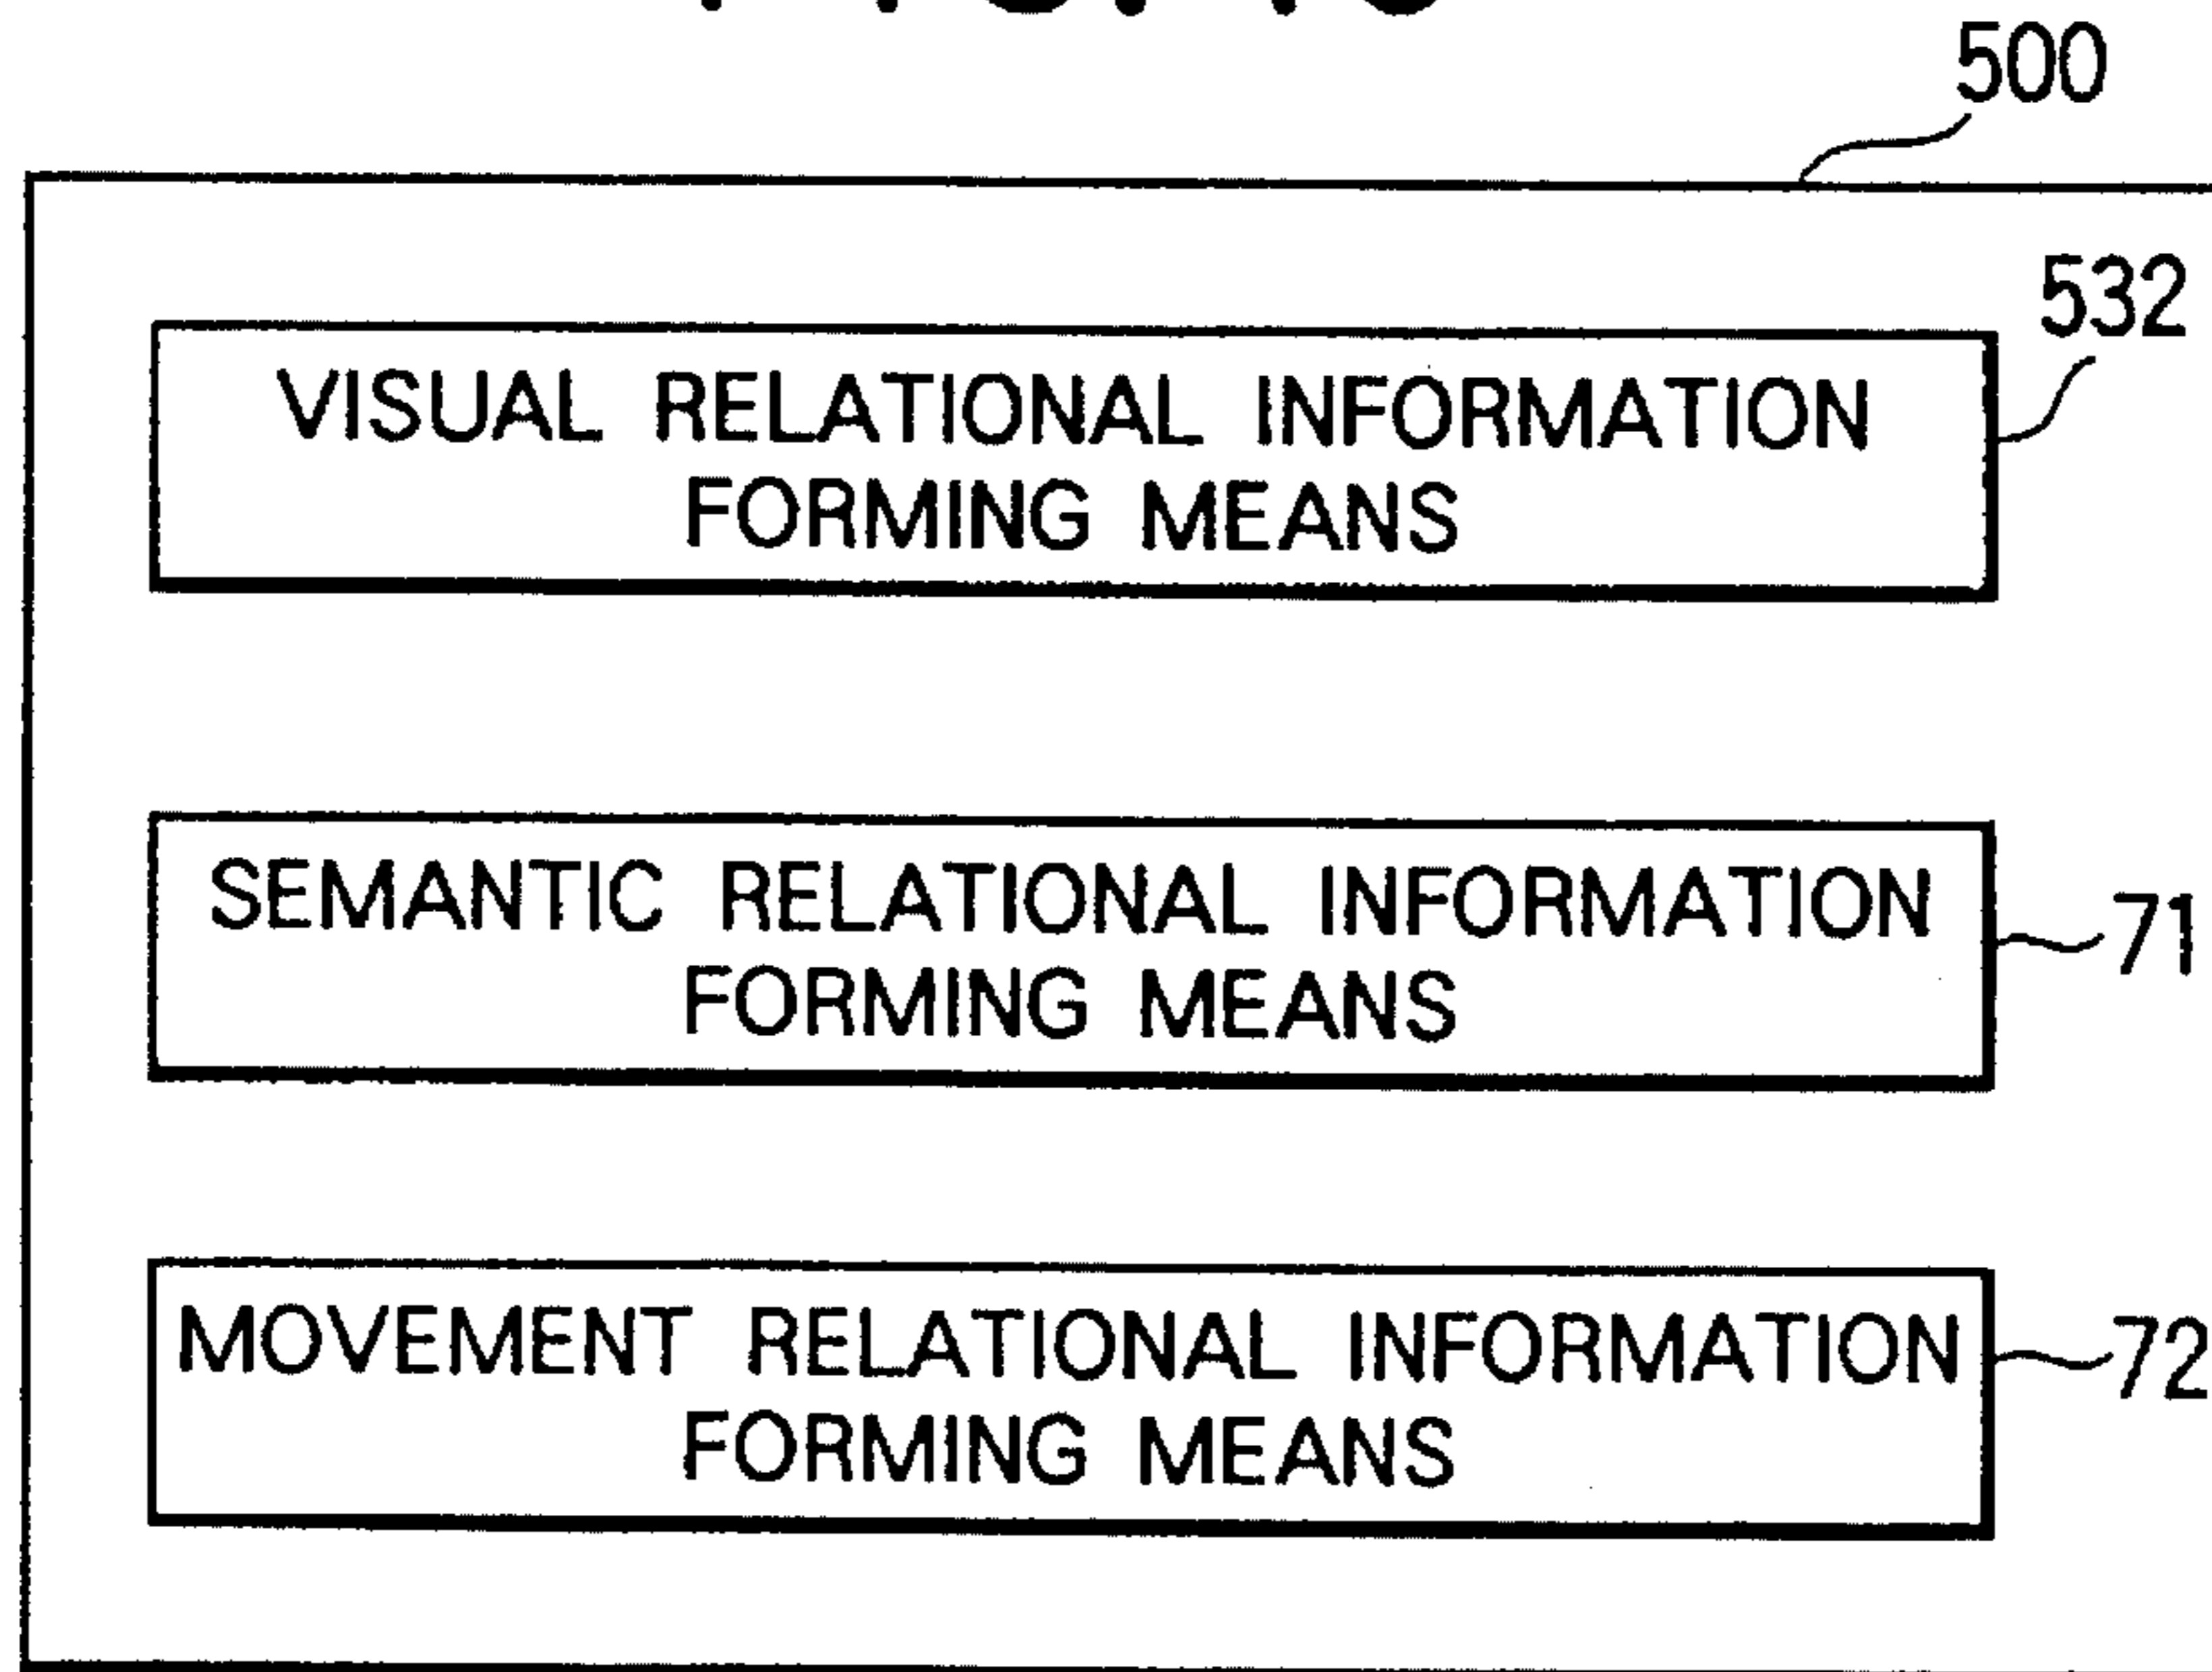 500
532
VISUAL RELATIONAL INFORMATION
FORMING MEANS
SEMANTIC RELATIONAL INFORMATION
FORMING MEANS
71
MOVEMENT RELATIONAL INFORMATION
FORMING MEANS
72